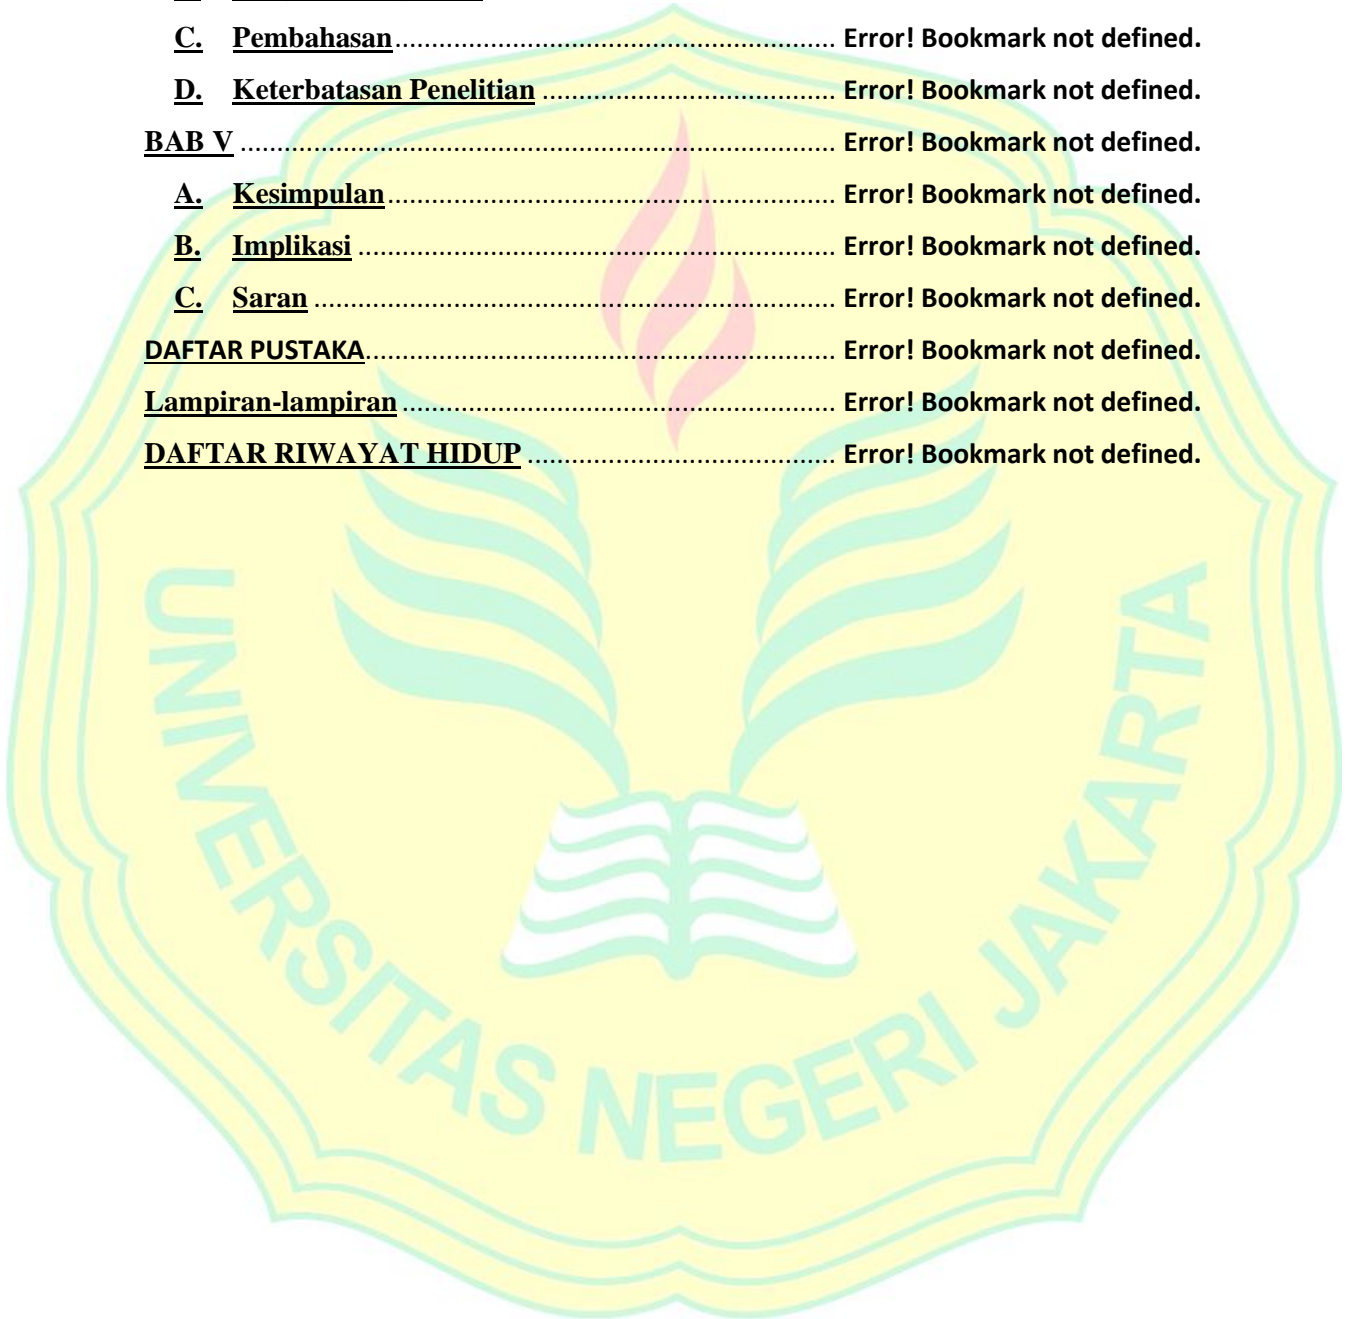 C. Pembahasan.......................................................... Error! Bookmark not defined.
D. Keterbatasan Penelitian ....................................... Error! Bookmark not defined.
BAB V ................................................................................ Error! Bookmark not defined.
A. Kesimpulan........................................................... Error! Bookmark not defined.
B. Implikasi ............................................................... Error! Bookmark not defined.
C. Saran ..................................................................... Error! Bookmark not defined.
DAFTAR PUSTAKA............................................................... Error! Bookmark not defined.
Lampiran-lampiran .......................................................... Error! Bookmark not defined.
DAFTAR RIWAYAT HIDUP ......................................... Error! Bookmark not defined.
UNIVERSITAS NEGERI JAKARTA